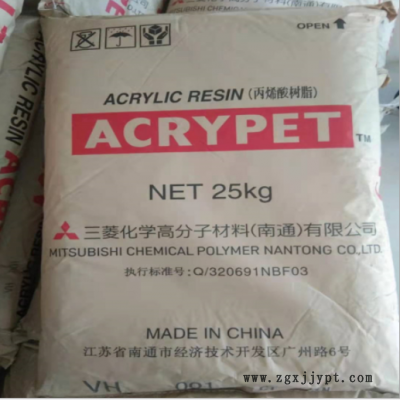 OPEN
ACRYLIC RESIN (丙烯酸树脂)
ACRYPET TM
NET 25kg
三菱化学高分子材料(南通)有限公司
MITSUBISHI CHEMICAL POLYMER NANTONG CO.,LTD.
执行标准号:Q/320691NBF03
MADE IN CHINA
江苏省南通市经济技术开发区广州路6号
VH 001
www.zgxjjypt.com